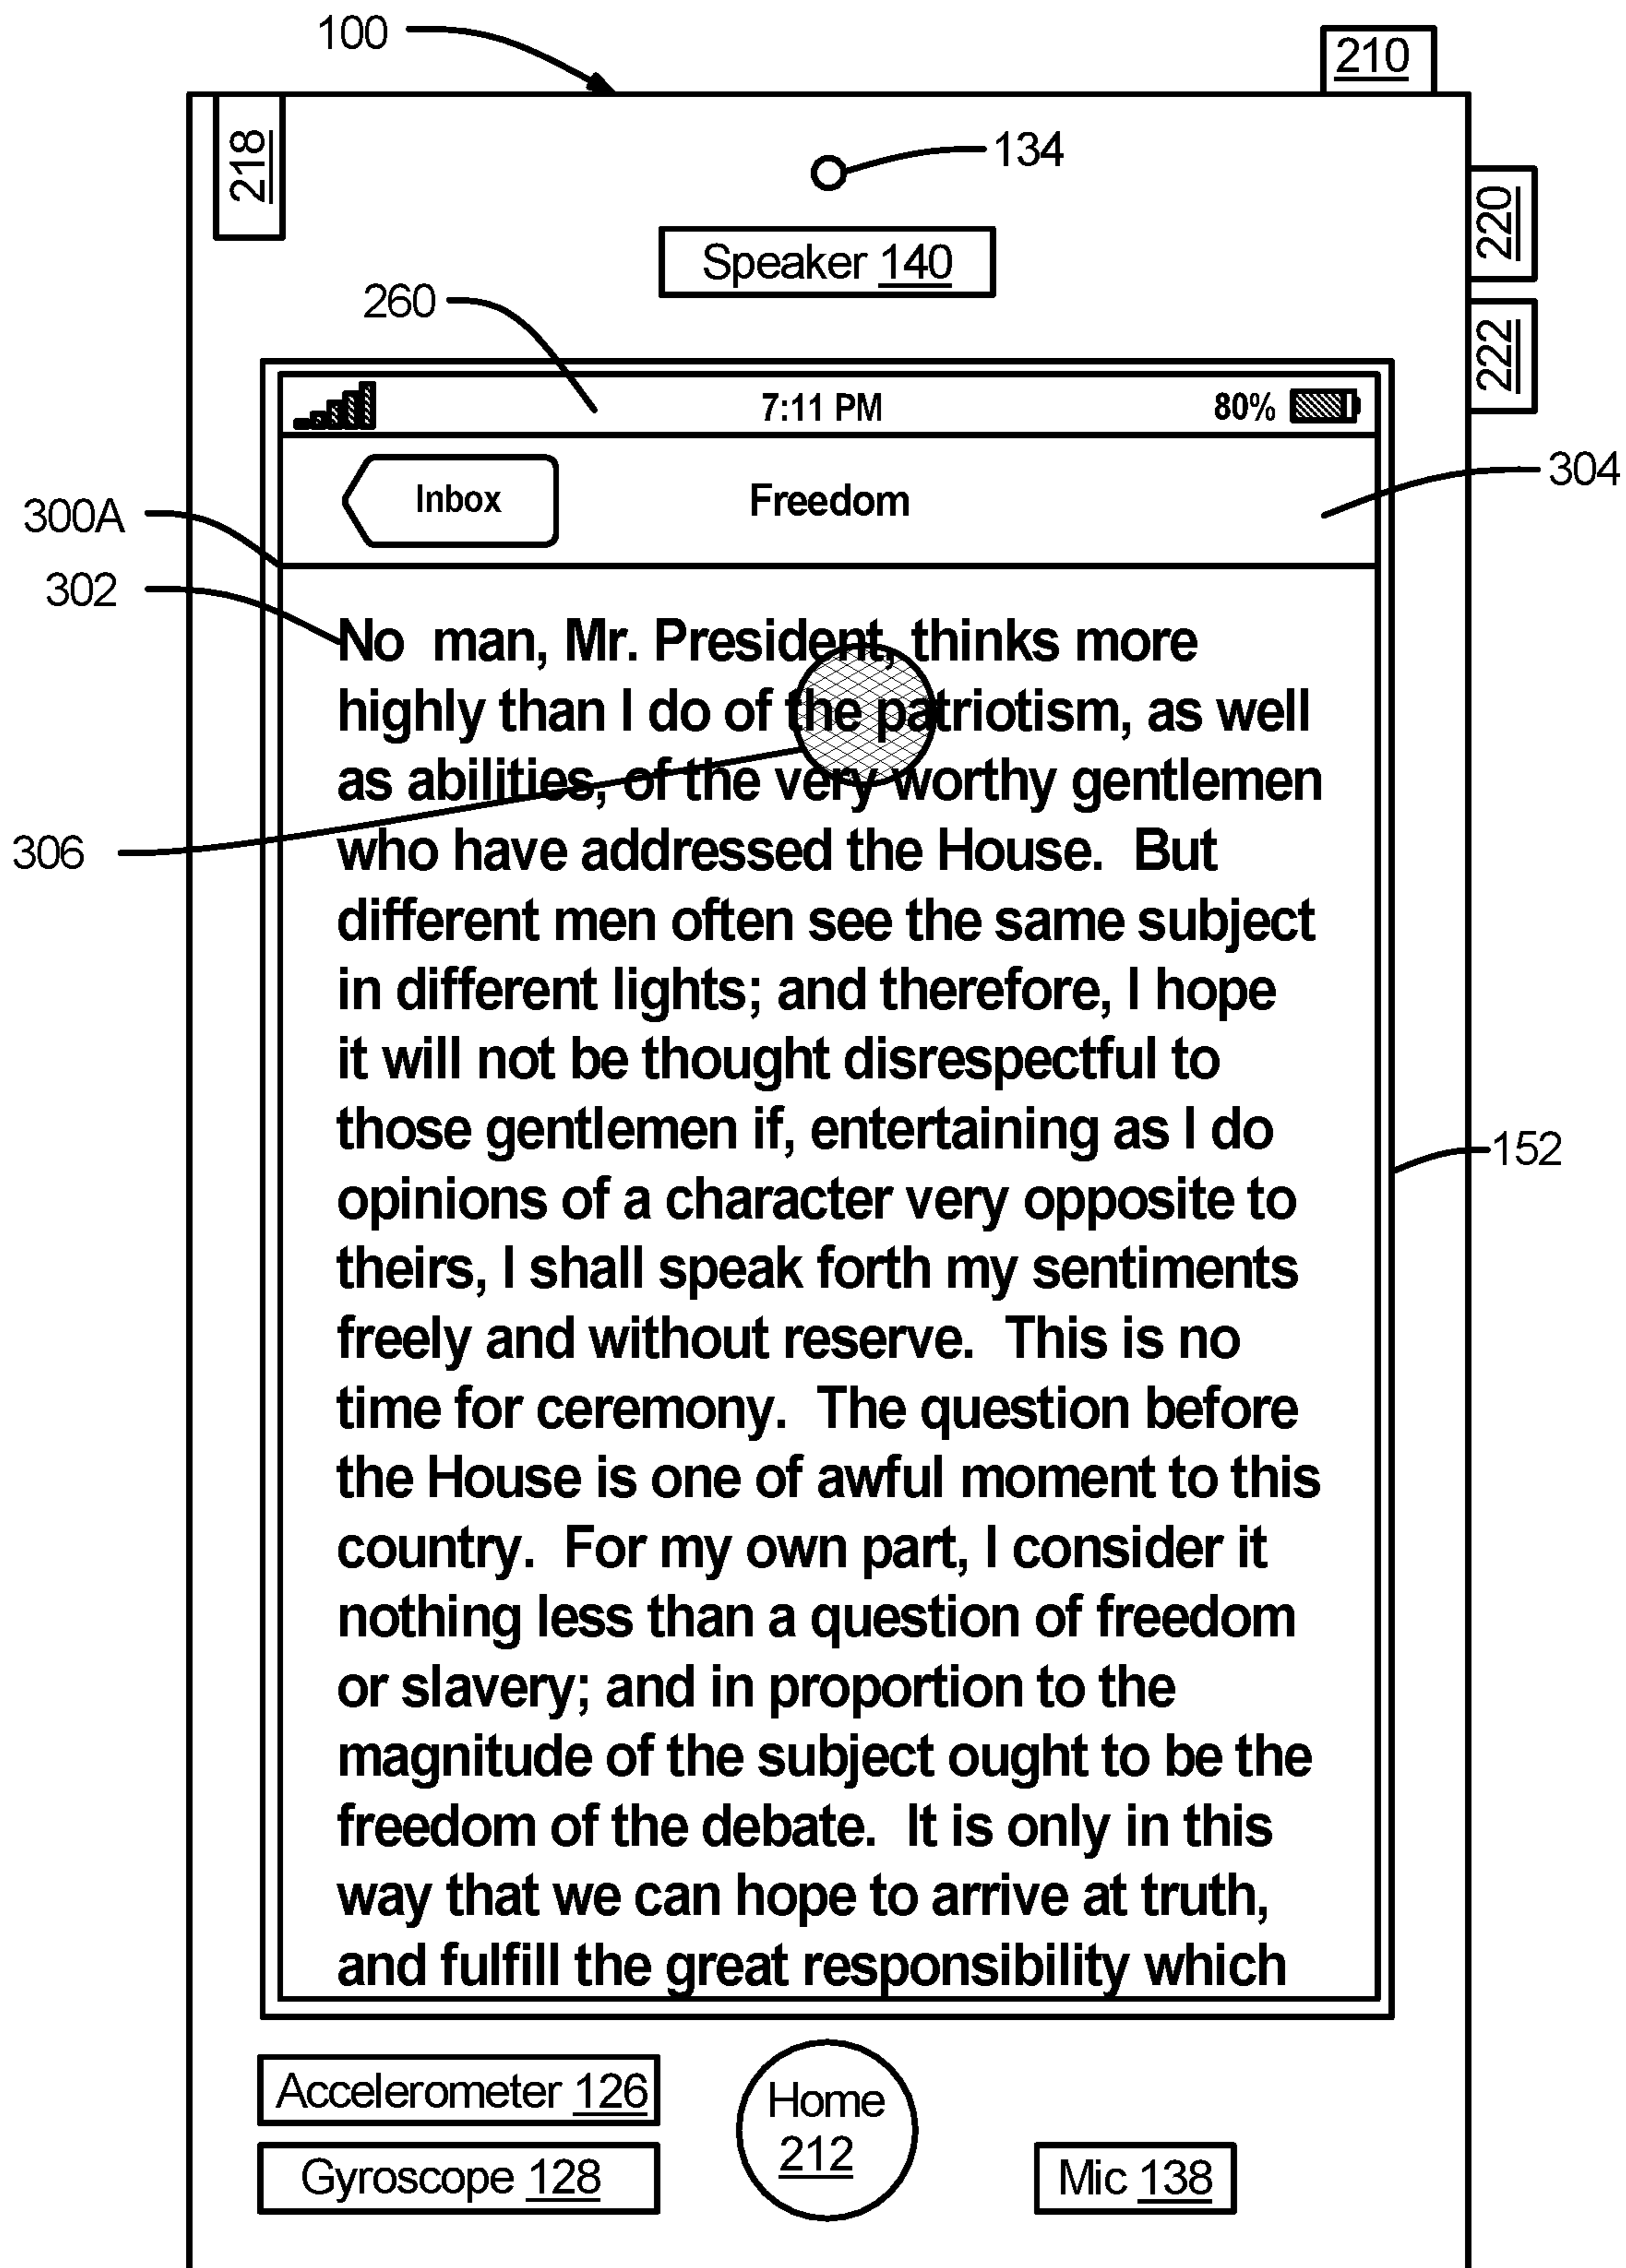 100
210
218
134
220
Speaker 140
260
222
7:11 PM
80%
304
Inbox
Freedom
300A
302
No  man, Mr. President, thinks more
highly than I do of the patriotism, as well
as abilities, of the very worthy gentlemen
306
who have addressed the House.  But
different men often see the same subject
in different lights; and therefore, I hope
it will not be thought disrespectful to
those gentlemen if, entertaining as I do
152
opinions of a character very opposite to
theirs, I shall speak forth my sentiments
freely and without reserve.  This is no
time for ceremony.  The question before
the House is one of awful moment to this
country.  For my own part, I consider it
nothing less than a question of freedom
or slavery; and in proportion to the
magnitude of the subject ought to be the
freedom of the debate.  It is only in this
way that we can hope to arrive at truth,
and fulfill the great responsibility which
Accelerometer 126
Home
212
Gyroscope 128
Mic 138